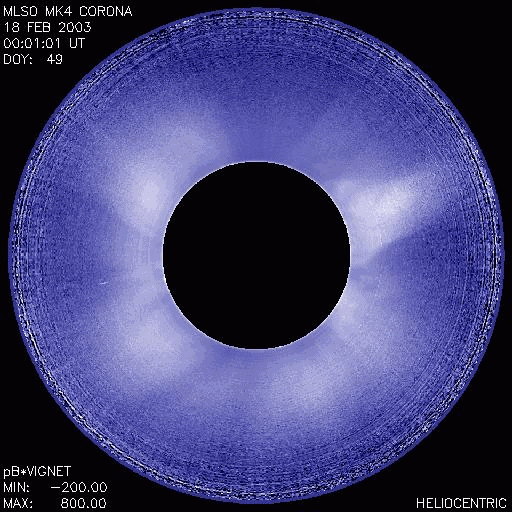 MLSO MK4 CORONA
18 FEB 2003
00:01:01 UT
DOY: 49
pB*VIGNET
MIN: -200.00
MAX: 800.00
HELIOCENTRIC